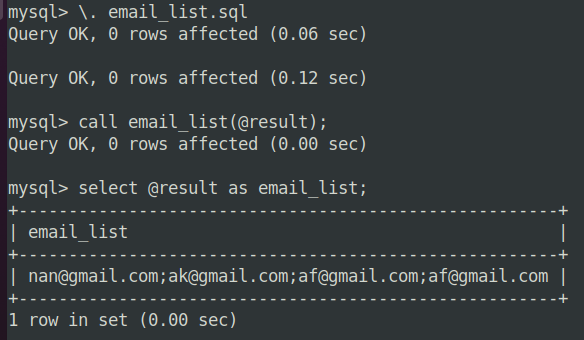 mysql> \. email_list.sql
Query OK, 0 rows affected (0.06 sec)
Query OK, 0 rows affected (0.12 sec)
mysql> call email_list(@result);
Query OK, 0 rows affected (0.00 sec)
mysql> select @result as email_list;
+------------------------------------------------------+
| email_list                                           |
+------------------------------------------------------+
| nan@gmail.com;ak@gmail.com;af@gmail.com;af@gmail.com |
+------------------------------------------------------+
1 row in set (0.00 sec)